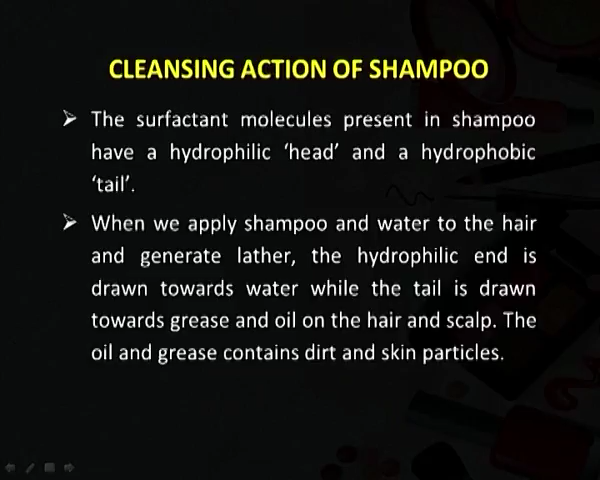 CLEANSING ACTION OF SHAMPOO
➢ The surfactant molecules present in shampoo
have a hydrophilic ‘head’ and a hydrophobic
‘tail’.
➢ When we apply shampoo and water to the hair
and generate lather, the hydrophilic end is
drawn towards water while the tail is drawn
towards grease and oil on the hair and scalp. The
oil and grease contains dirt and skin particles.